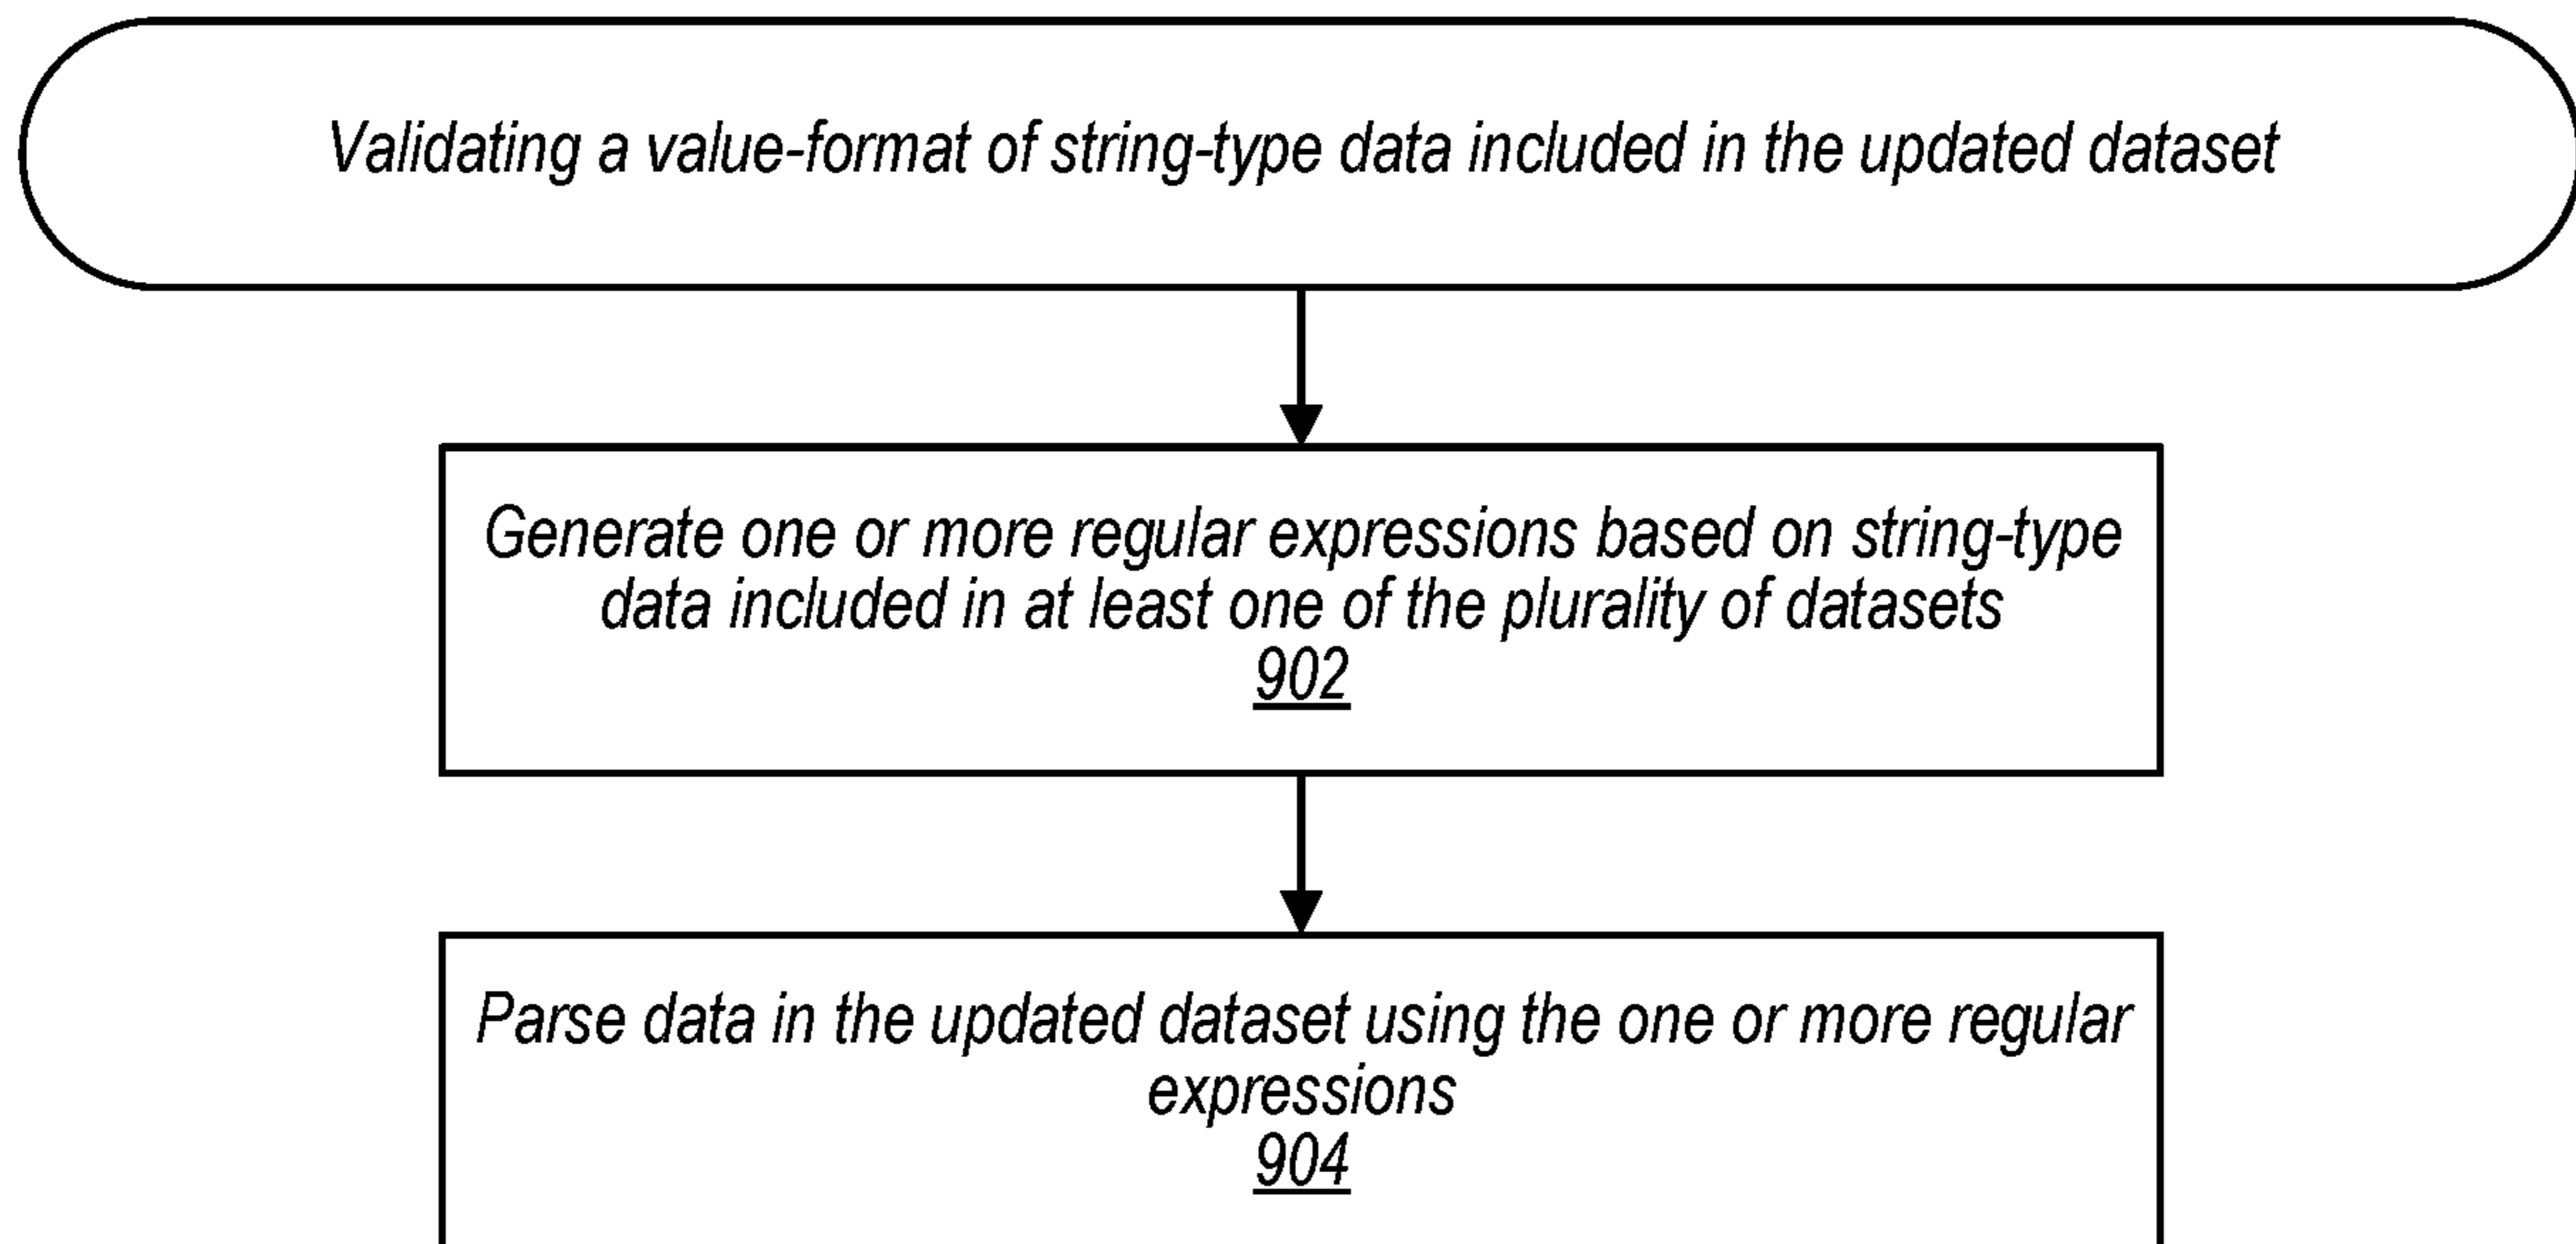 Validating a value-format of string-type data included in the updated dataset
Generate one or more regular expressions based on string-type
data included in at least one of the plurality of datasets
902
Parse data in the updated dataset using the one or more regular
expressions
904